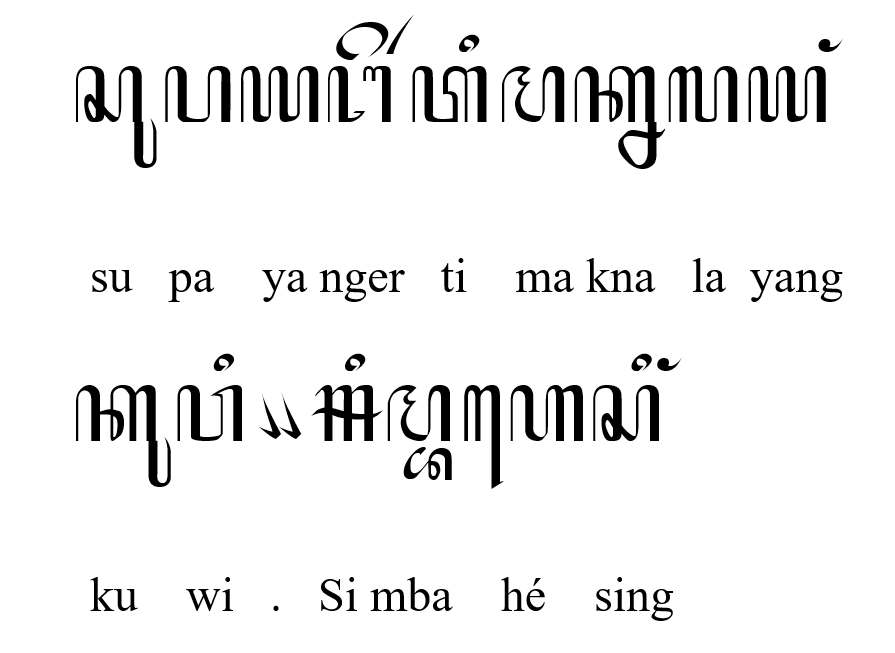 ꦱꦸꦥꦪꦔꦼꦂꦠꦶꦩꦏ꧀ꦤꦭꦪꦁ
su pa ya nger ti ma kna la yang
ꦏꦸꦮꦶ꧉ꦯꦶꦩ꧀ꦧꦲꦺꦱꦶꦁ
ku wi . Si mba hé sing